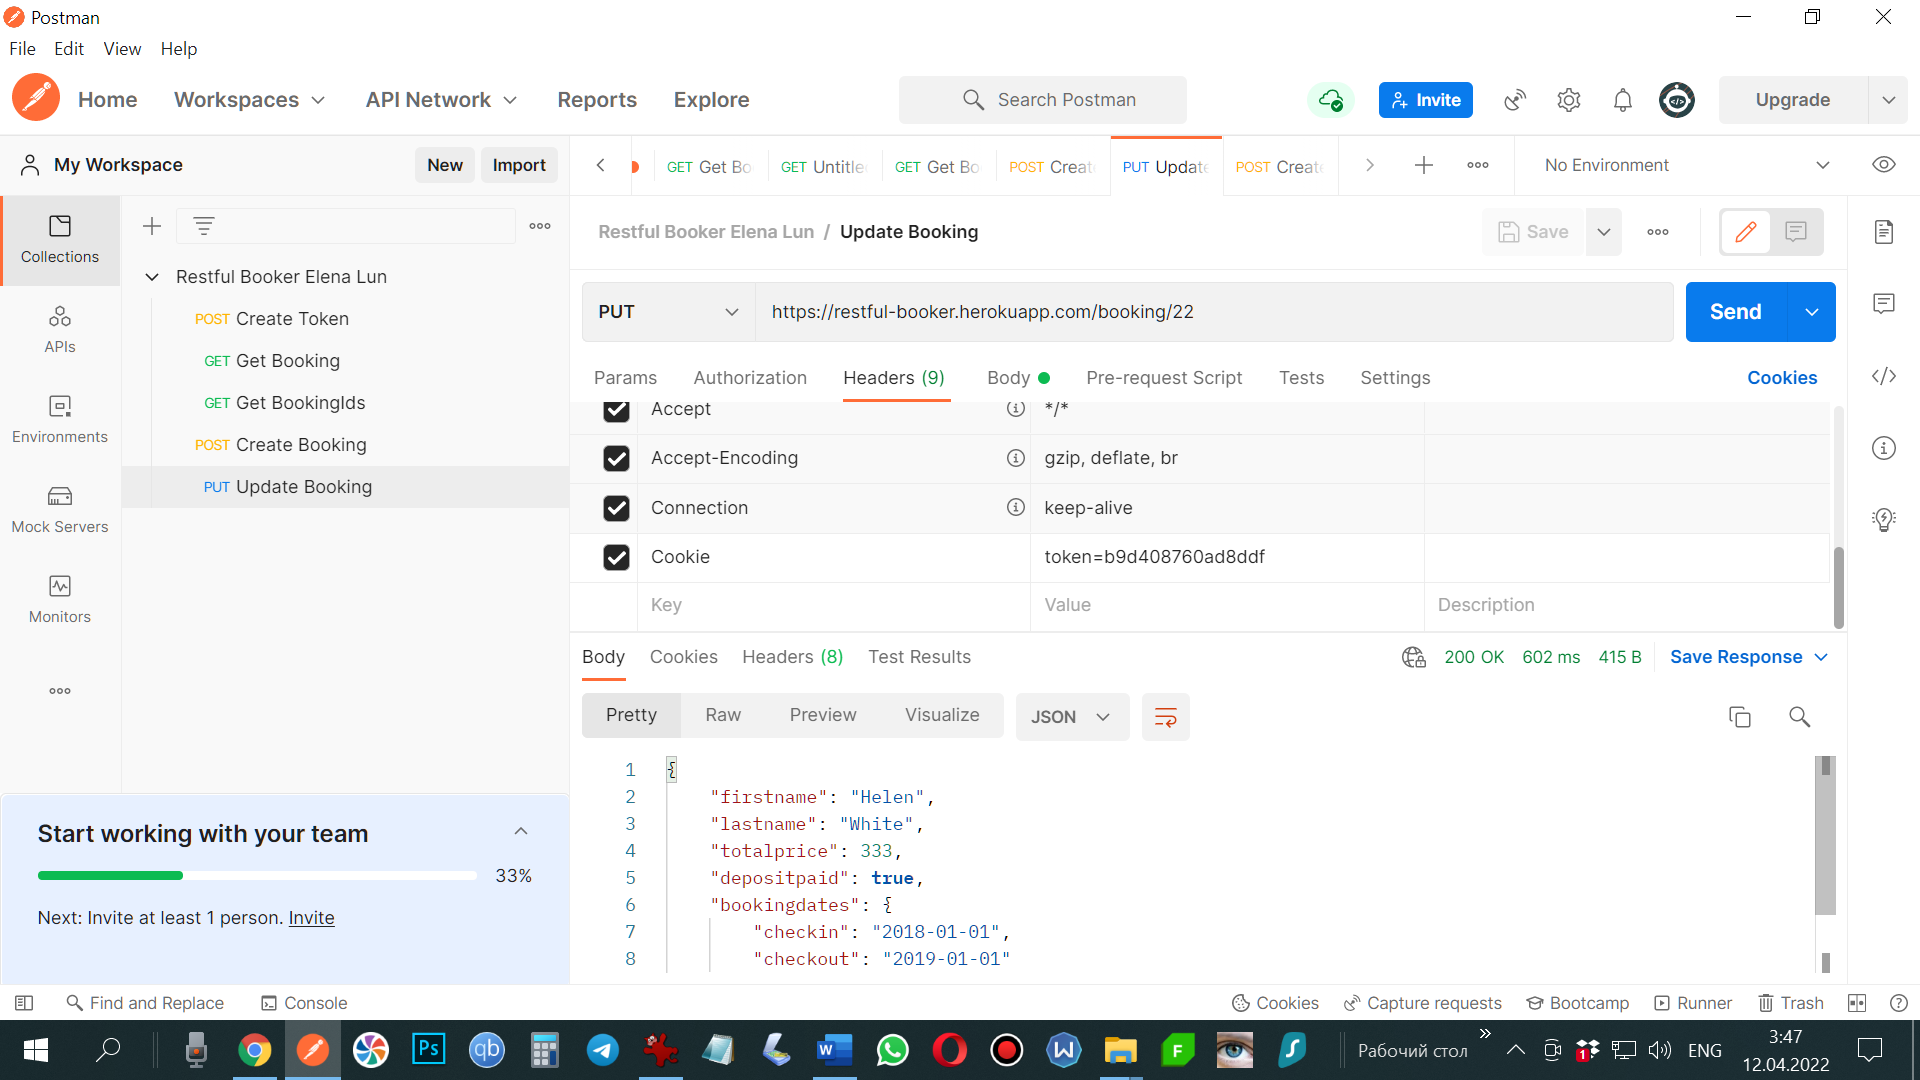 Postman
File Edit View Help
Home Workspaces API Network Reports Explore Search Postman Invite Upgrade
My Workspace New Import
GET Get Bo GET Untitle GET Get Bo POST Creat PUT Update POST Creat No Environment
Collections
APIs
Environments
Mock Servers
Monitors
Restful Booker Elena Lun
POST Create Token
GET Get Booking
GET Get BookingIds
POST Create Booking
PUT Update Booking
Start working with your team
33%
Next: Invite at least 1 person. Invite
Restful Booker Elena Lun / Update Booking Save
PUT https://restful-booker.herokuapp.com/booking/22 Send
Params Authorization Headers (9) Body Pre-request Script Tests Settings Cookies
Accept */*
Accept-Encoding gzip, deflate, br
Connection keep-alive
Cookie token=b9d408760ad8ddf
Key Value Description
Body Cookies Headers (8) Test Results 200 OK 602 ms 415 B Save Response
Pretty Raw Preview Visualize JSON
1 {
2 "firstname": "Helen",
3 "lastname": "White",
4 "totalprice": 333,
5 "depositpaid": true,
6 "bookingdates": {
7 "checkin": "2018-01-01",
8 "checkout": "2019-01-01"
Find and Replace Console Cookies Capture requests Bootcamp Runner Trash
Ps qb W F 1
Рабочий стол ENG 3:47
12.04.2022